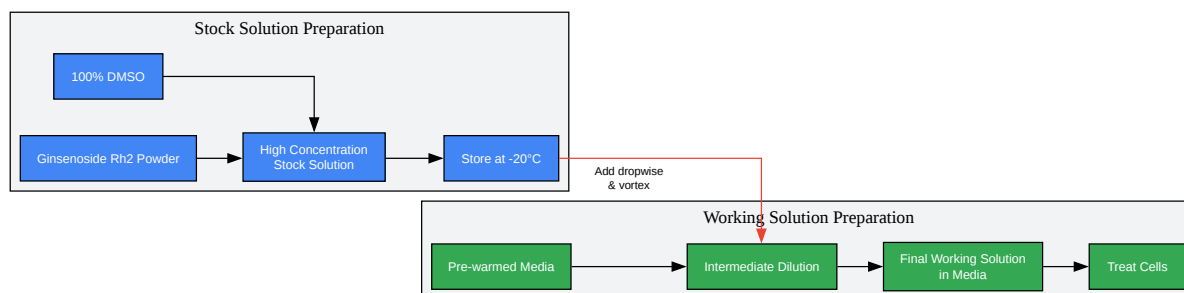 Stock Solution Preparation
100% DMSO
Ginsenoside Rh2 Powder
High Concentration
Stock Solution
Store at -20°C
Add dropwise
& vortex
Working Solution Preparation
Pre-warmed Media
Intermediate Dilution
Final Working Solution
in Media
Treat Cells